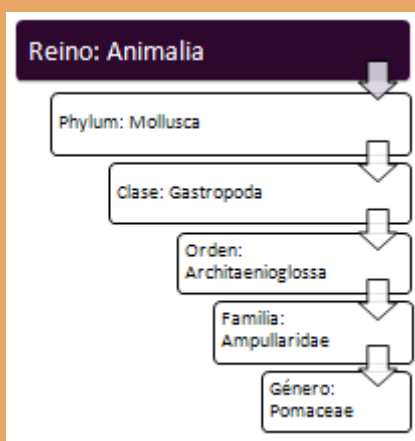 Reino: Animalia
Phylum: Mollusca
Clase: Gastropoda
Orden:
Architaenioglossa
Familia:
Ampullaridae
Género:
Pomaceae